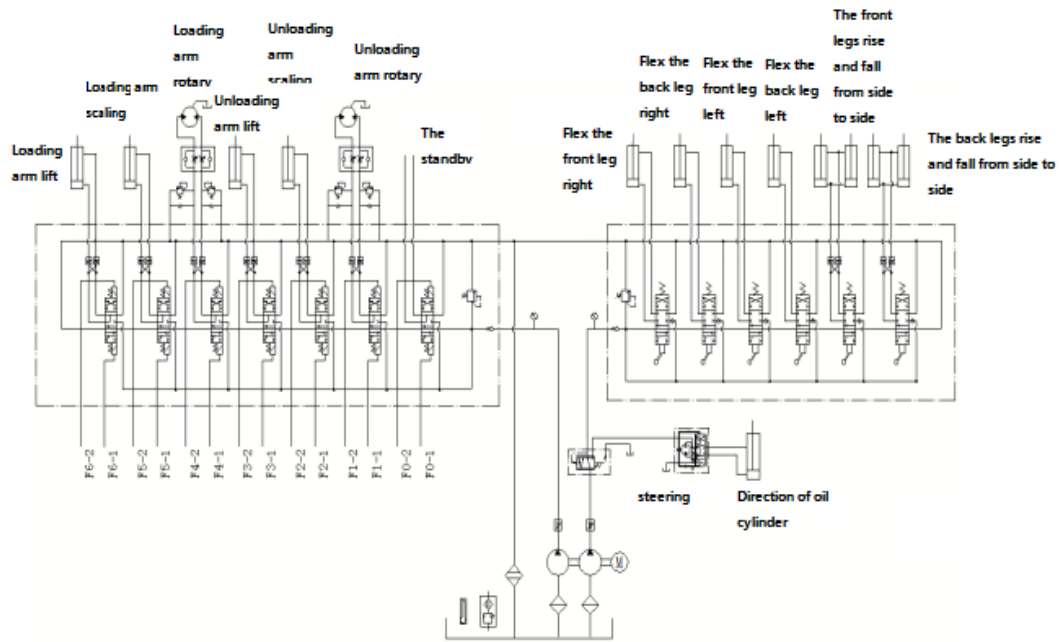 Loading
arm
rotary
Unloading
arm
scaling
Unloading
arm rotary
Loading arm
scaling
Unloading
arm lift
Loading
arm lift
The
standby
Flex the
front leg
right
Flex the
back leg
right
Flex the
front leg
left
Flex the
back leg
left
The front
legs rise
and fall
from side
to side
The back legs rise
and fall from side to
side
F6-2
F6-1
F5-2
F5-1
F4-2
F4-1
F3-2
F3-1
F2-2
F2-1
F1-2
F1-1
F0-2
F0-1
steering
Direction of oil
cylinder
M